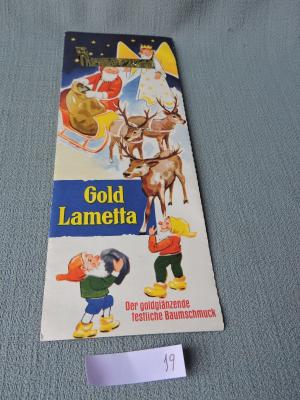 Gold
Lametta
Der goldglänzende
festliche Baumschmuck
19